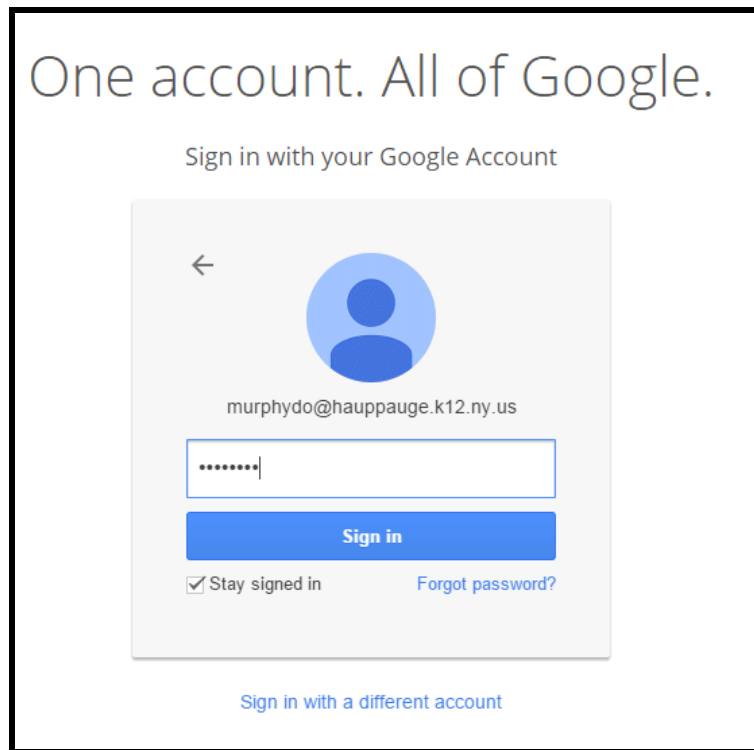 One account. All of Google.
Sign in with your Google Account
murphydo@hauppauge.k12.ny.us
••••••••
Sign in
Stay signed in Forgot password?
Sign in with a different account